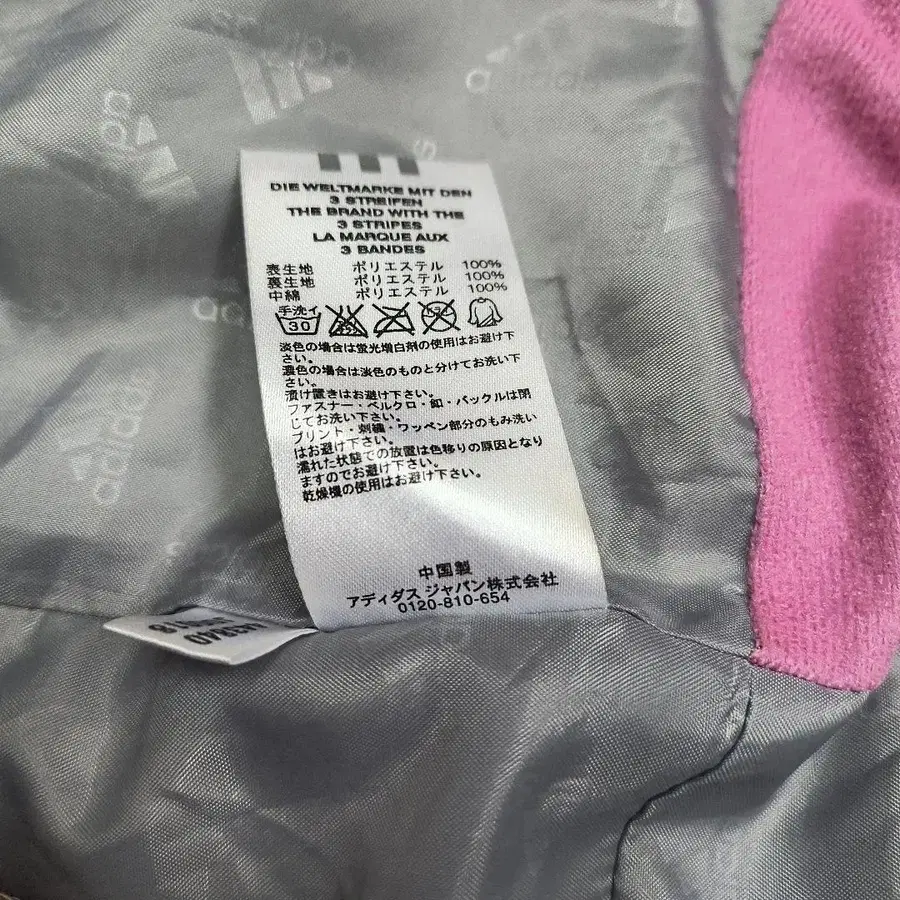 adidas
DIE WELTMARKE MIT DEN
3 STREIFEN
THE BRAND WITH THE
3 STRIPES
LA MARQUE AUX
3 BANDES
表生地 ポリエステル 100%
裏生地 ポリエステル 100%
中綿 ポリエステル 100%
手洗イ
30
淡色の場合は蛍光増白剤の使用はお避け下
さい。
濃色の場合は淡色のものと分けてお洗い下
さい。
漬け置きはお避け下さい。
ファスナー・ベルクロ・釦・バックルは閉
じてお洗い下さい。
プリント・刺繍・ワッペン部分のもみ洗い
はお避け下さい。
濡れた状態での放置は色移りの原因となり
ますのでお避け下さい。
乾燥機の使用はお避け下さい。
中国製
アディダス ジャパン株式会社
0120-810-654